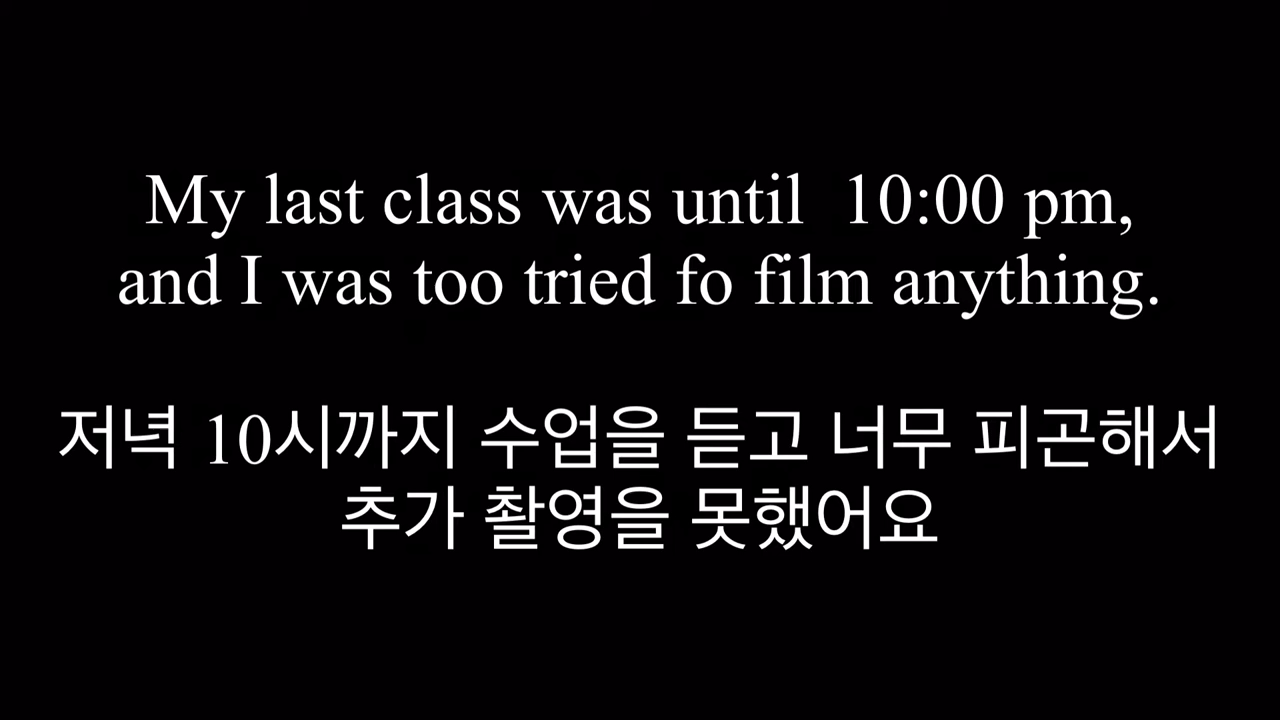 My last class was until  10:00 pm,
and I was too tried fo film anything.
저녁 10시까지 수업을 듣고 너무 피곤해서
추가 촬영을 못했어요